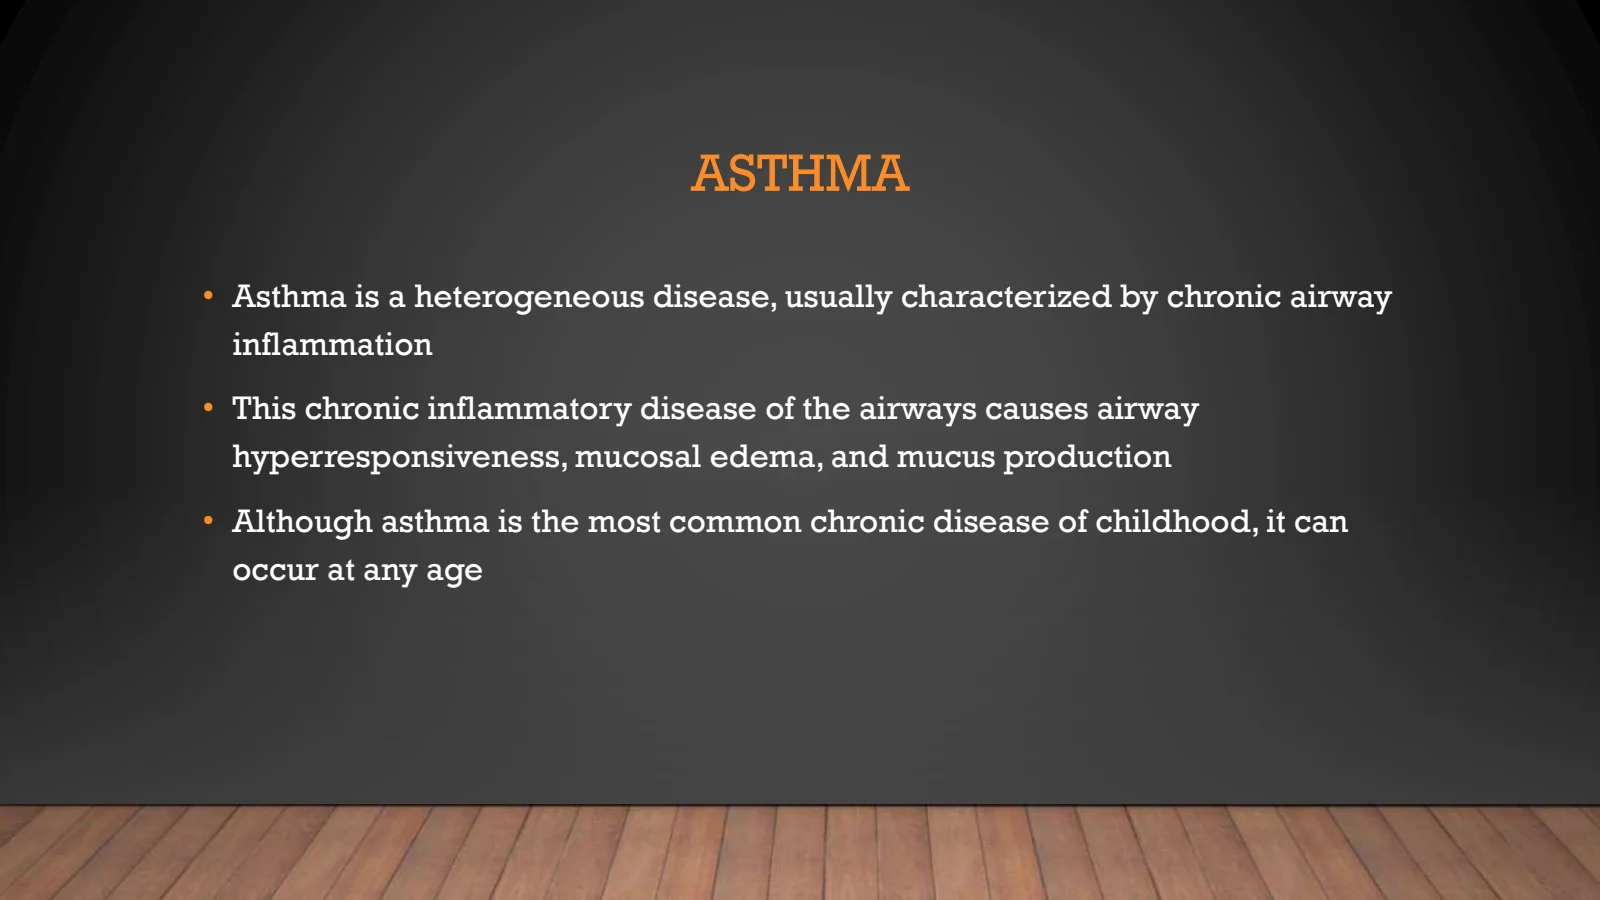 ASTHMA
• Asthma is a heterogeneous disease, usually characterized by chronic airway
inflammation
• This chronic inflammatory disease of the airways causes airway
hyperresponsiveness, mucosal edema, and mucus production
• Although asthma is the most common chronic disease of childhood, it can
occur at any age